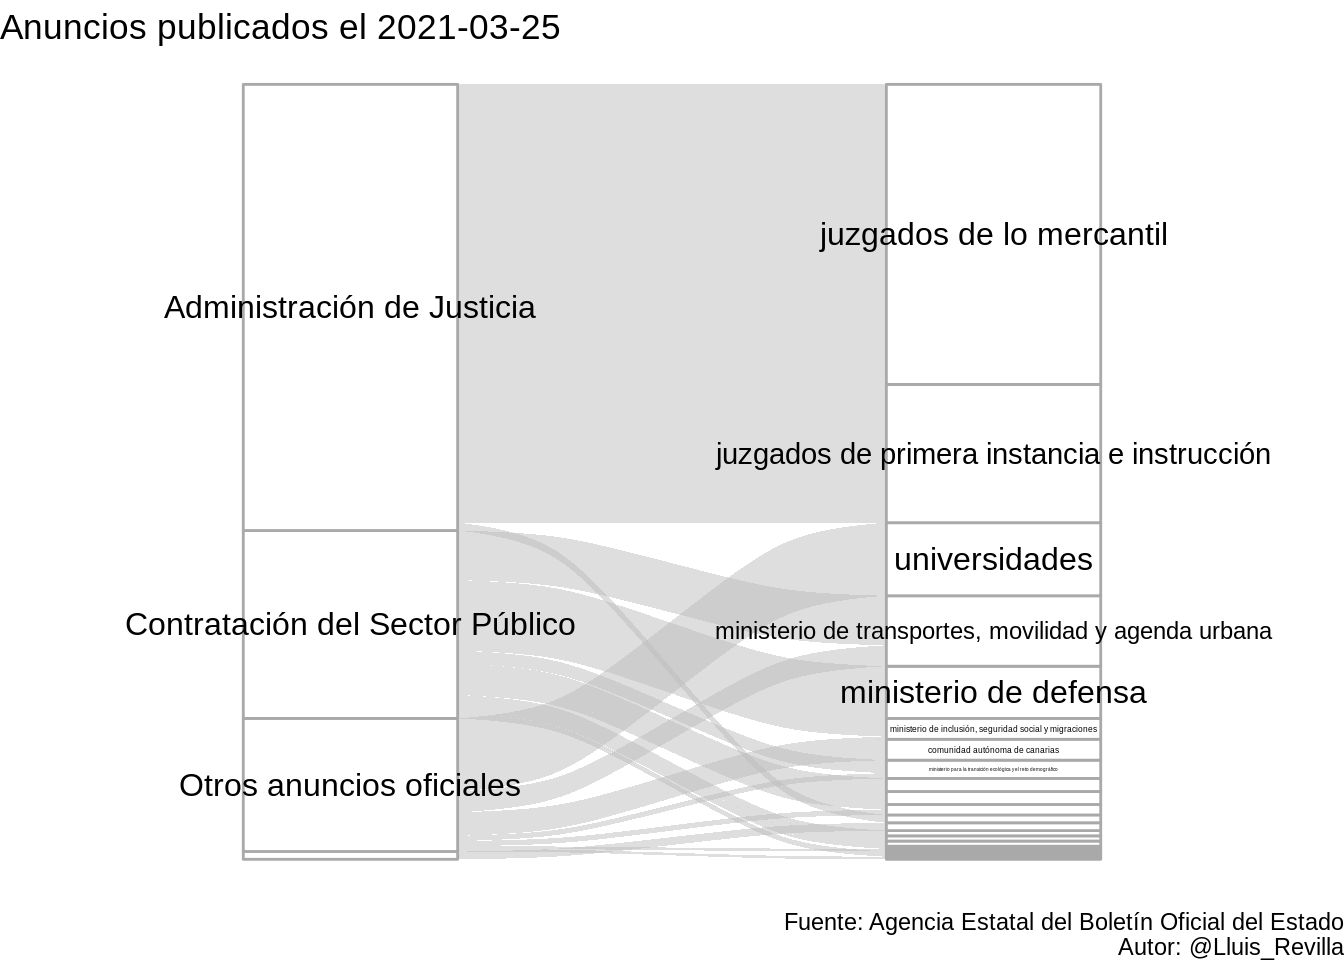 Anuncios publicados el 2021-03-25
Administración de Justicia
Contratación del Sector Público
Otros anuncios oficiales
juzgados de lo mercantil
juzgados de primera instancia e instrucción
universidades
ministerio de transportes, movilidad y agenda urbana
ministerio de defensa
ministerio de inclusión, seguridad social y migraciones
comunidad autónoma de canarias
ministerio para la transición ecológica y el reto demográfico
Fuente: Agencia Estatal del Boletín Oficial del Estado
Autor: @Lluis_Revilla